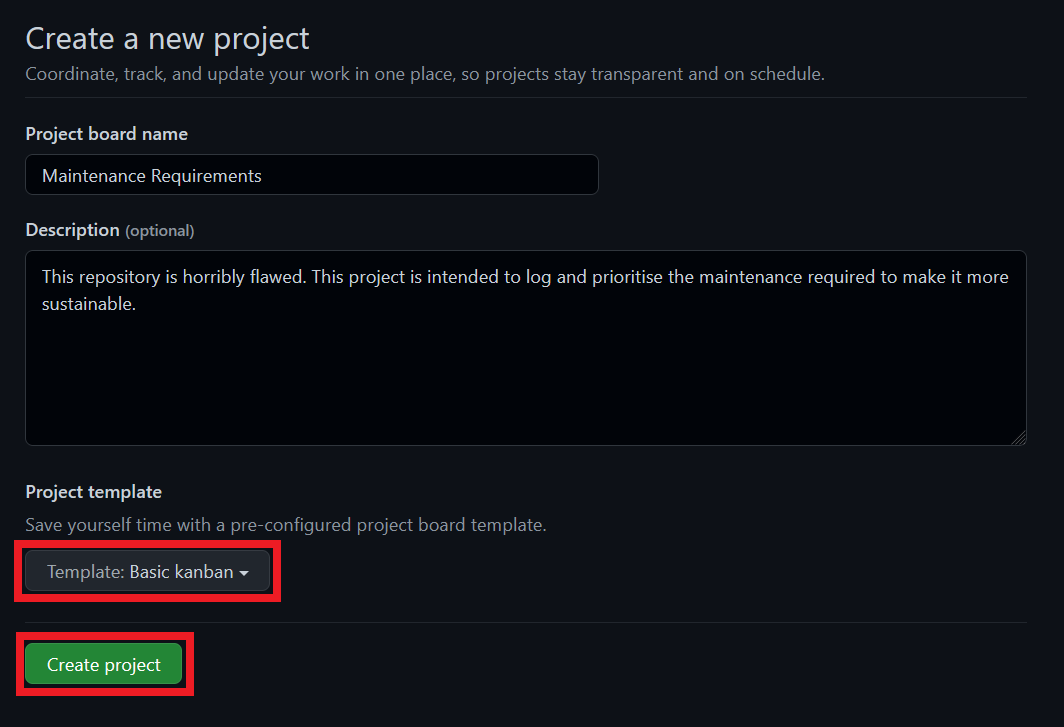 Create a new project
Coordinate, track, and update your work in one place, so projects stay transparent and on schedule.
Project board name
Maintenance Requirements
Description (optional)
This repository is horribly flawed. This project is intended to log and prioritise the maintenance required to make it more
sustainable.
Project template
Save yourself time with a pre-configured project board template.
Template: Basic kanban
Create project